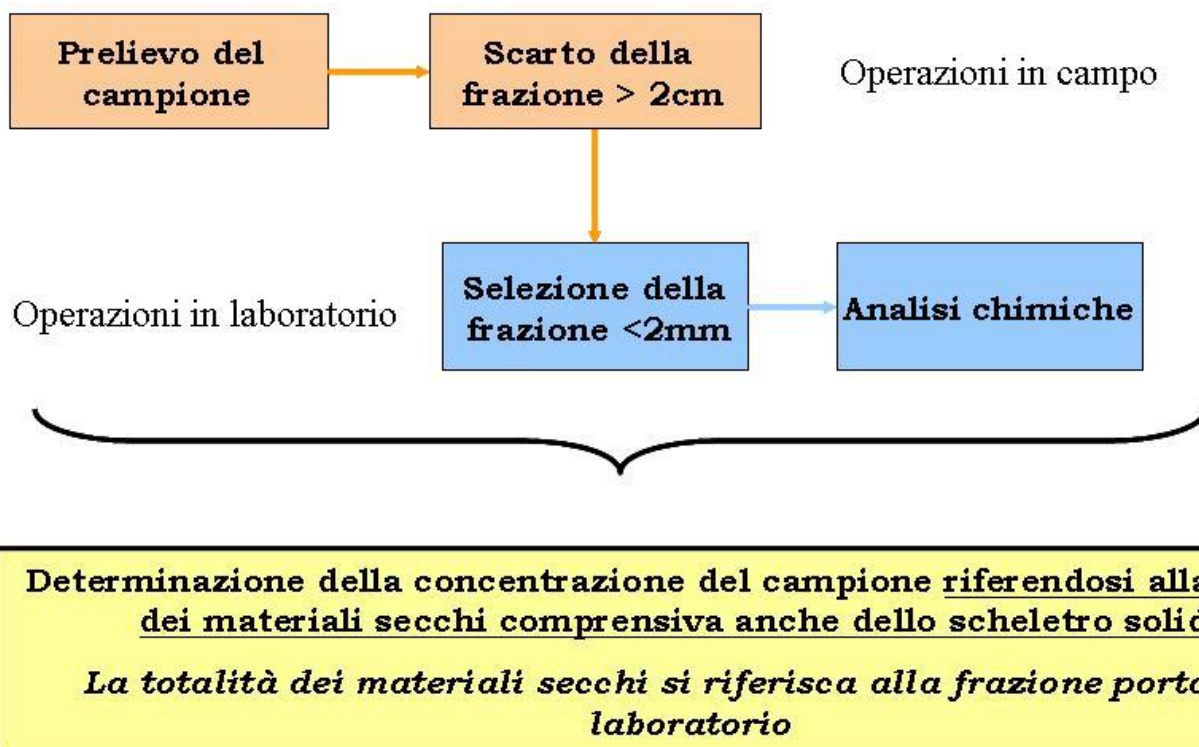 Prelievo del
campione
Scarto della
frazione > 2cm
Operazioni in campo
Operazioni in laboratorio
Selezione della
frazione <2mm
Analisi chimiche
Determinazione della concentrazione del campione riferendosi alla
dei materiali secchi comprensiva anche dello scheletro
La totalità dei materiali secchi si riferisca alla frazione
laboratorio